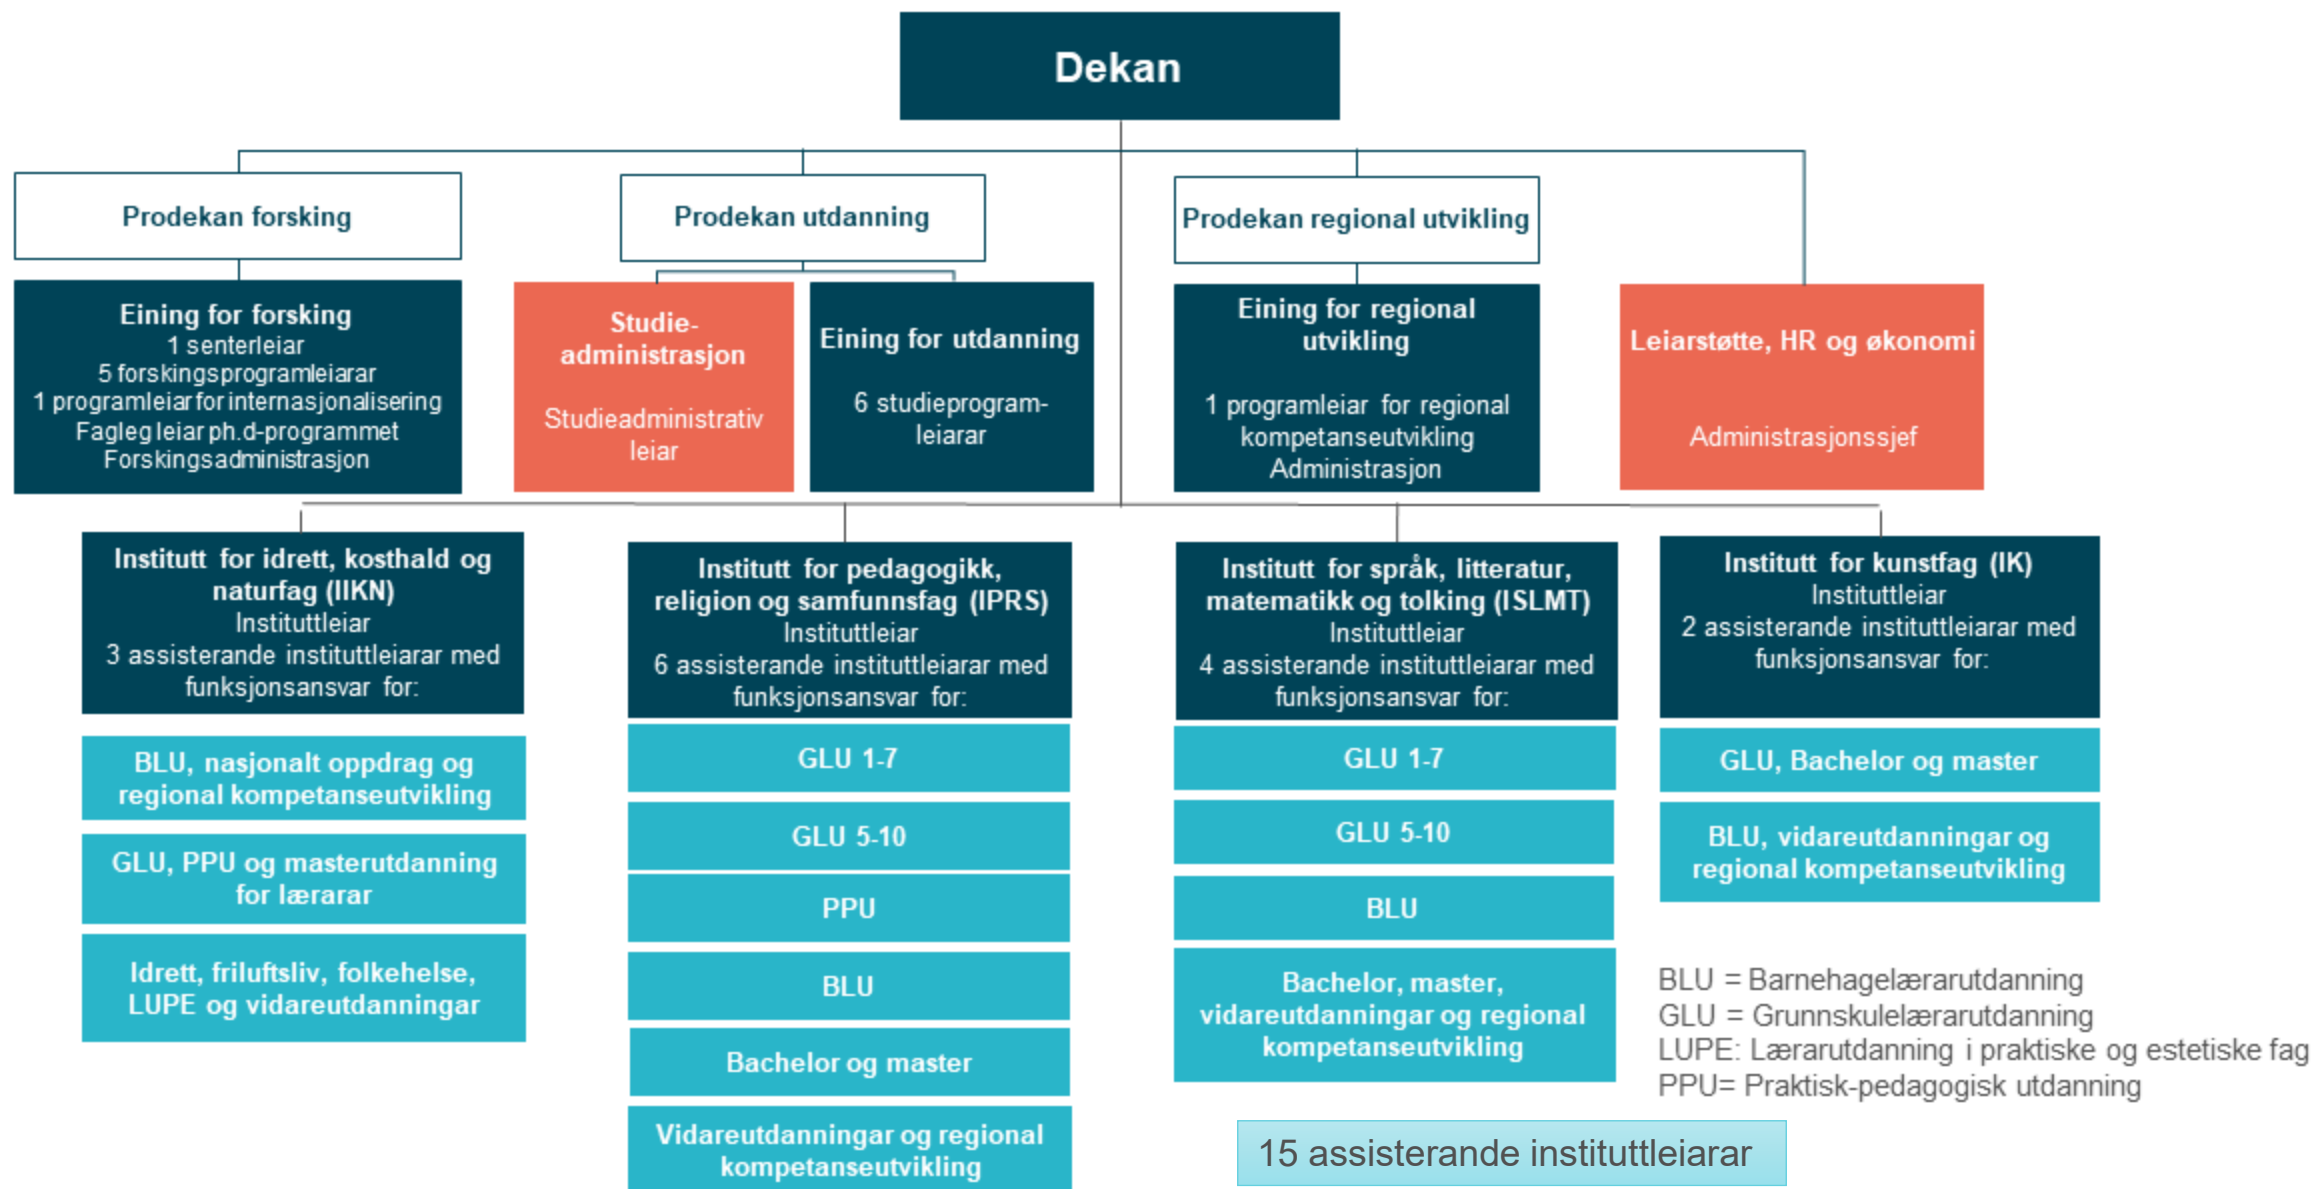 Dekan
Prodekan forsking
Prodekan utdanning
Prodekan regional utvikling
Eining for forsking
1 senterleiar
5 forskingsprogramleiarar
1 programleiar for internasjonalisering
Fagleg leiar ph.d-programmet
Forskingsadministrasjon
Studie-
administrasjon
Studieadministrativ
leiar
Eining for utdanning
6 studieprogram-
leiarar
Eining for regional
utvikling
1 programleiar for regional
kompetanseutvikling
Administrasjon
Leiarstøtte, HR og økonomi
Administrasjonssjef
Institutt for idrett, kosthald og
naturfag (IIKN)
Instituttleiar
3 assisterande instituttleiarar med
funksjonsansvar for:
BLU, nasjonalt oppdrag og
regional kompetanseutvikling
GLU, PPU og masterutdanning
for lærarar
Idrett, friluftsliv, folkehelse,
LUPE og vidareutdanningar
Institutt for pedagogikk,
religion og samfunnsfag (IPRS)
Instituttleiar
6 assisterande instituttleiarar med
funksjonsansvar for:
GLU 1-7
GLU 5-10
PPU
BLU
Bachelor og master
Vidareutdanningar og regional
kompetanseutvikling
Institutt for språk, litteratur,
matematikk og tolking (ISLMT)
Instituttleiar
4 assisterande instituttleiarar med
funksjonsansvar for:
GLU 1-7
GLU 5-10
BLU
Bachelor, master,
vidareutdanningar og regional
kompetanseutvikling
Institutt for kunstfag (IK)
Instituttleiar
2 assisterande instituttleiarar med
funksjonsansvar for:
GLU, Bachelor og master
BLU, vidareutdanningar og
regional kompetanseutvikling
BLU = Barnehagelærarutdanning
GLU = Grunnskulelærarutdanning
LUPE: Lærarutdanning i praktiske og estetiske fag
PPU= Praktisk-pedagogisk utdanning
15 assisterande instituttleiarar